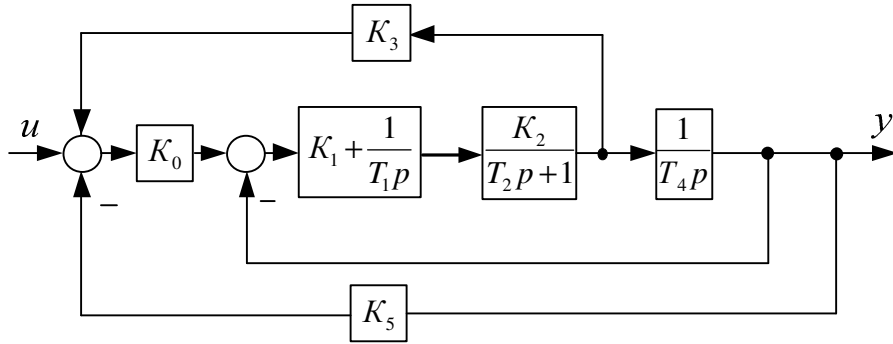 K₃
u
K₀
K₁ + 1/(T₁p)
K₂/(T₂p + 1)
1/(T₄p)
y
−
−
K₅